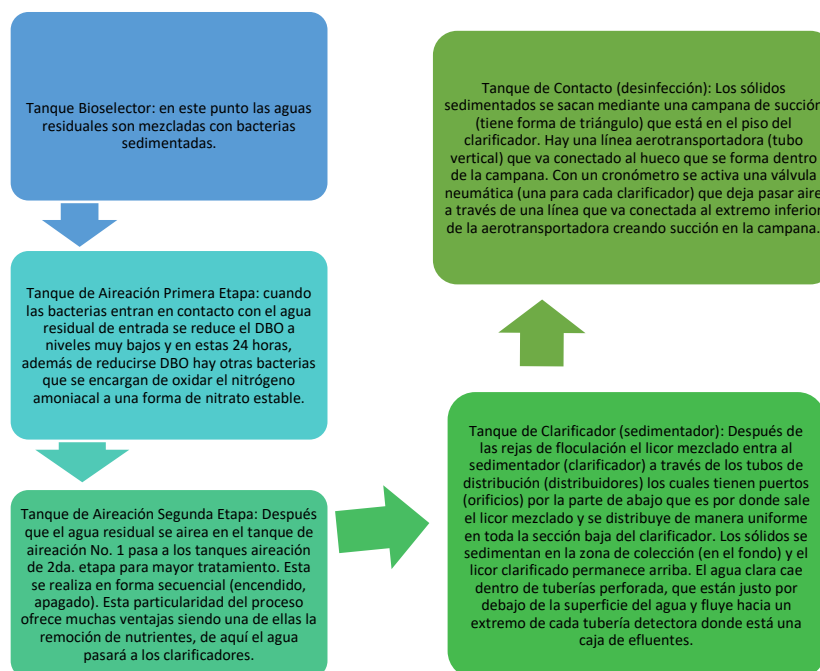 Tanque Bioselector: en este punto las aguas
residuales son mezcladas con bacterias
sedimentadas.
Tanque de Aireación Primera Etapa: cuando
las bacterias entran en contacto con el agua
residual de entrada se reduce el DBO a
niveles muy bajos y en estas 24 horas,
además de reducirse DBO hay otras bacterias
que se encargan de oxidar el nitrógeno
amoniacal a una forma de nitrato estable.
Tanque de Aireación Segunda Etapa: Después
que el agua residual se airea en el tanque de
aireación No. 1 pasa a los tanques aireación
de 2da. etapa para mayor tratamiento. Esta
se realiza en forma secuencial (encendido,
apagado). Esta particularidad del proceso
ofrece muchas ventajas siendo una de ellas la
remoción de nutrientes, de aquí el agua
pasará a los clarificadores.
Tanque de Clarificador (sedimentador): Después de
las rejas de floculación el licor mezclado entra al
sedimentador (clarificador) a través de los tubos de
distribución (distribuidores) los cuales tienen puertos
(orificios) por la parte de abajo que es por donde sale
el licor mezclado y se distribuye de manera uniforme
en toda la sección baja del clarificador. Los sólidos se
sedimentan en la zona de colección (en el fondo) y el
licor clarificado permanece arriba. El agua clara cae
dentro de tuberías perforada, que están justo por
debajo de la superficie del agua y fluye hacia un
extremo de cada tubería detectora donde está una
caja de efluentes.
Tanque de Contacto (desinfección): Los sólidos
sedimentados se sacan mediante una campana de succión
(tiene forma de triángulo) que está en el piso del
clarificador. Hay una línea aerotransportadora (tubo
vertical) que va conectado al hueco que se forma dentro
de la campana. Con un cronómetro se activa una válvula
neumática (una para cada clarificador) que deja pasar aire
a través de una línea que va conectada al extremo inferior
de la aerotransportadora creando succión en la campana.